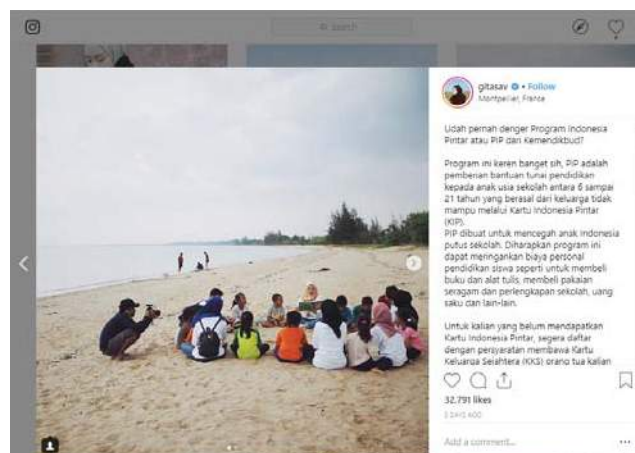 search
gitasav • Follow
Montpellier, France
Udah pernah denger Program Indonesia
Pintar atau PIP dari Kemendikbud?
Program ini keren banget sih, PIP adalah
pemberian bantuan tunai pendidikan
kepada anak usia sekolah antara 6 sampai
21 tahun yang berasal dari keluarga tidak
mampu melalui Kartu Indonesia Pintar
(KIP).
PIP dibuat untuk mencegah anak Indonesia
putus sekolah. Diharapkan program ini
dapat meringankan biaya personal
pendidikan siswa seperti untuk membeli
buku dan alat tulis, membeli pakaian
seragam dan perlengkapan sekolah, uang
saku dan lain-lain.
Untuk kalian yang belum mendapatkan
Kartu Indonesia Pintar, segera daftar
dengan persyaratan membawa Kartu
Keluarga Sejahtera (KKS) orang tua kalian
32.791 likes
Add a comment...